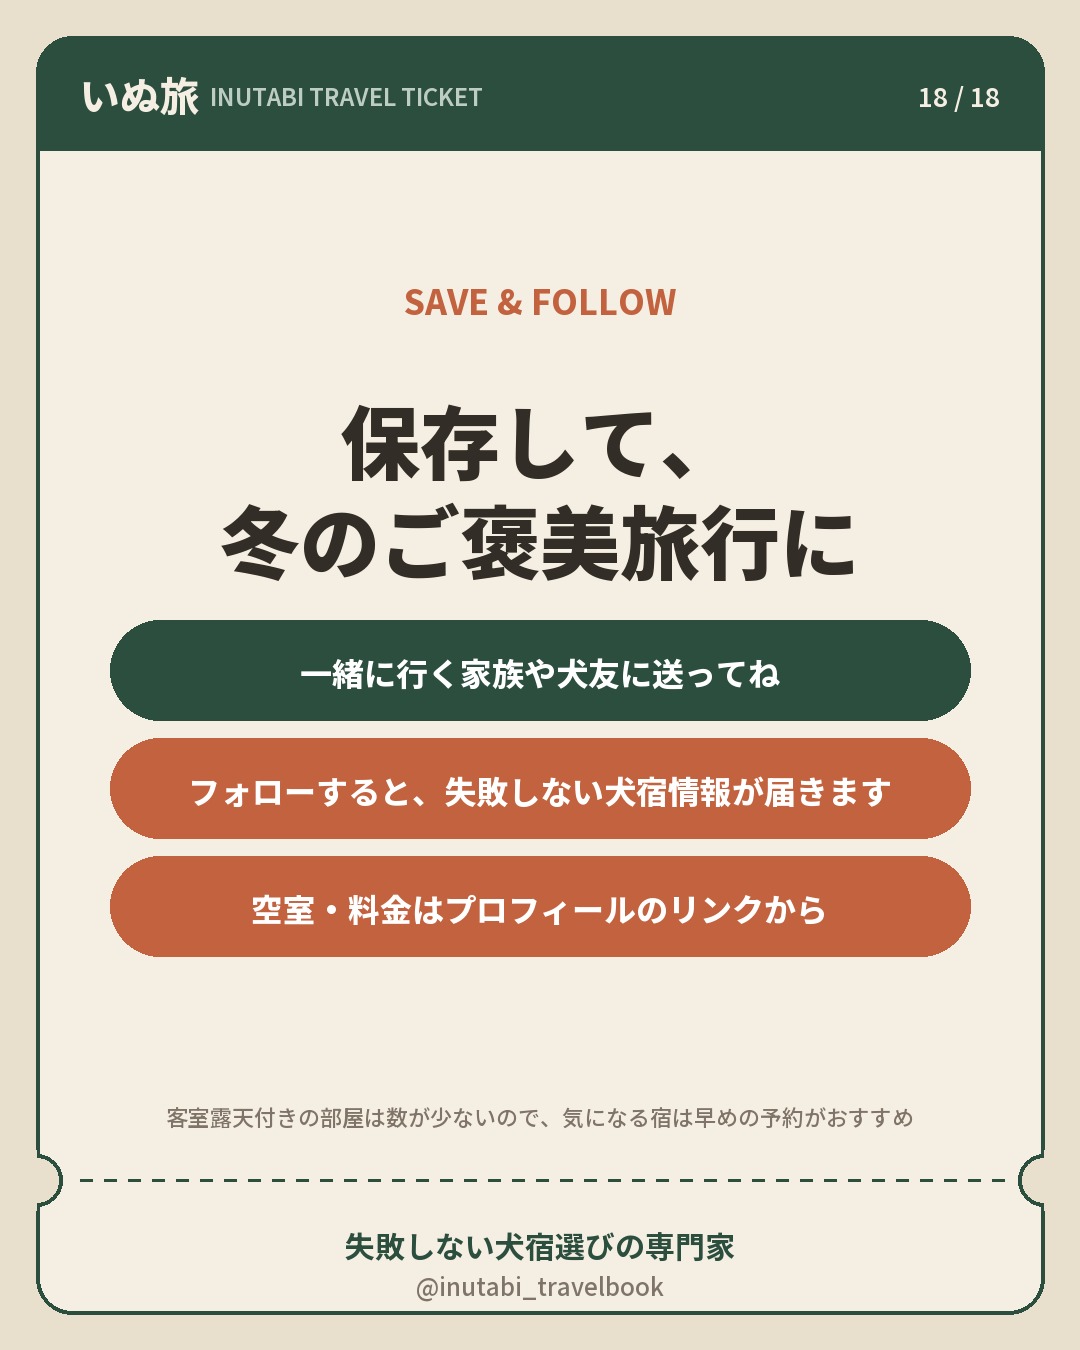 いぬ旅 INUTABI TRAVEL TICKET 18 / 18
SAVE & FOLLOW
保存して、
冬のご褒美旅行に
一緒に行く家族や犬友に送ってね
フォローすると、失敗しない犬宿情報が届きます
空室・料金はプロフィールのリンクから
客室露天付きの部屋は数が少ないので、気になる宿は早めの予約がおすすめ
失敗しない犬宿選びの専門家
@inutabi_travelbook